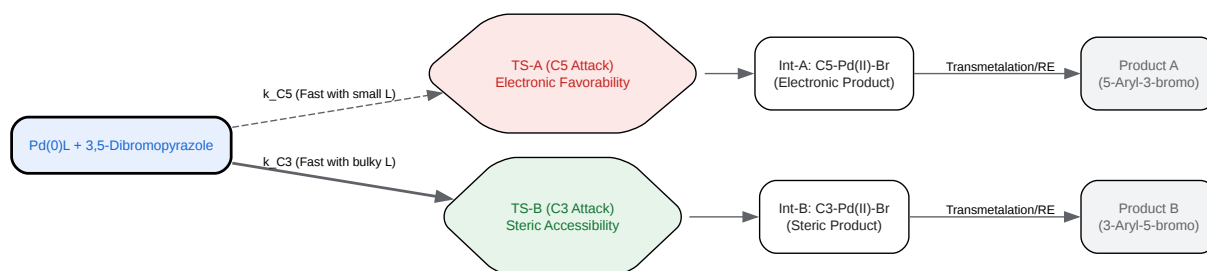 TS-A (C5 Attack)
Electronic Favorability
Int-A: C5-Pd(II)-Br
(Electronic Product)
Transmetalation/RE
Product A
(5-Aryl-3-bromo)
k_C5 (Fast with small L)
Pd(0)L + 3,5-Dibromopyrazole
k_C3 (Fast with bulky L)
TS-B (C3 Attack)
Steric Accessibility
Int-B: C3-Pd(II)-Br
(Steric Product)
Transmetalation/RE
Product B
(3-Aryl-5-bromo)